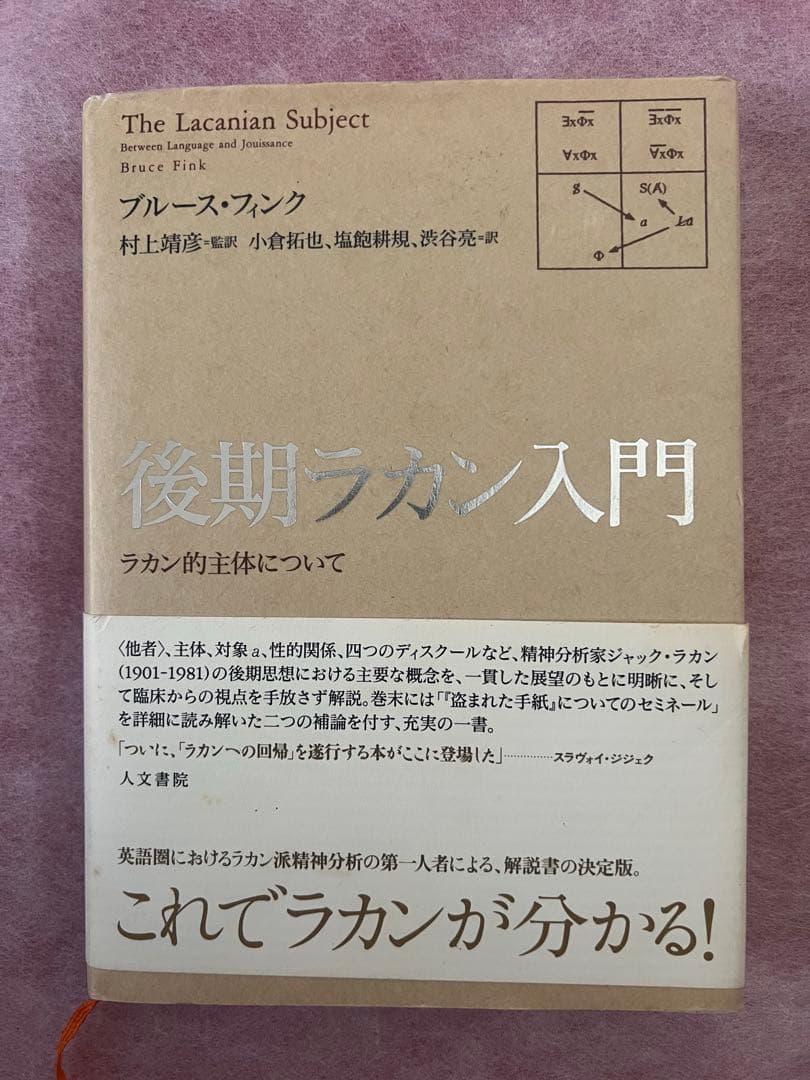 The Lacanian Subject
Between Language and Jouissance
Bruce Fink
ブルース・フィンク
村上靖彦=監訳 小倉拓也、塩飽耕規、渋谷亮=訳
∃xΦ̅x̅ ∃̅x̅Φ̅x̅
∀xΦx ∀̅x̅Φx
$ S(Ⱥ)
a L̸a
Φ
後期ラカン入門
ラカン的主体について
〈他者〉、主体、対象a、性的関係、四つのディスクールなど、精神分析家ジャック・ラカン
(1901-1981)の後期思想における主要な概念を、一貫した展望のもとに明晰に、そし
て臨床からの視点を手放さず解説。巻末には「『盗まれた手紙』についてのセミネール」
を詳細に読み解いた二つの補論を付す、充実の一書。
「ついに、「ラカンへの回帰」を遂行する本がここに登場した」……………スラヴォイ・ジジェク
人文書院
英語圏におけるラカン派精神分析の第一人者による、解説書の決定版。
これでラカンが分かる!